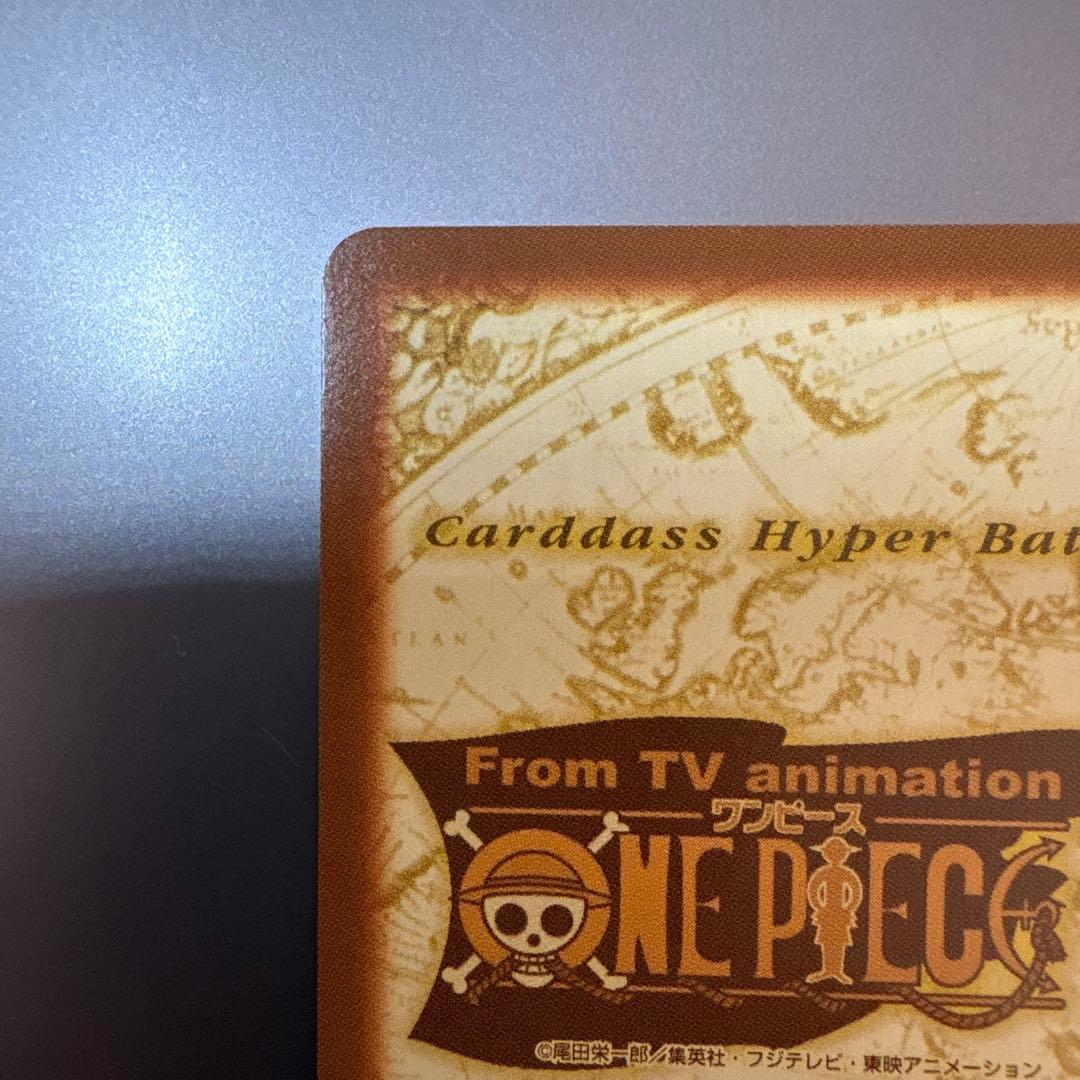 Carddass Hyper Bat
From TV animation
ワンピース
ONE PIECE
©尾田栄一郎／集英社・フジテレビ・東映アニメーション